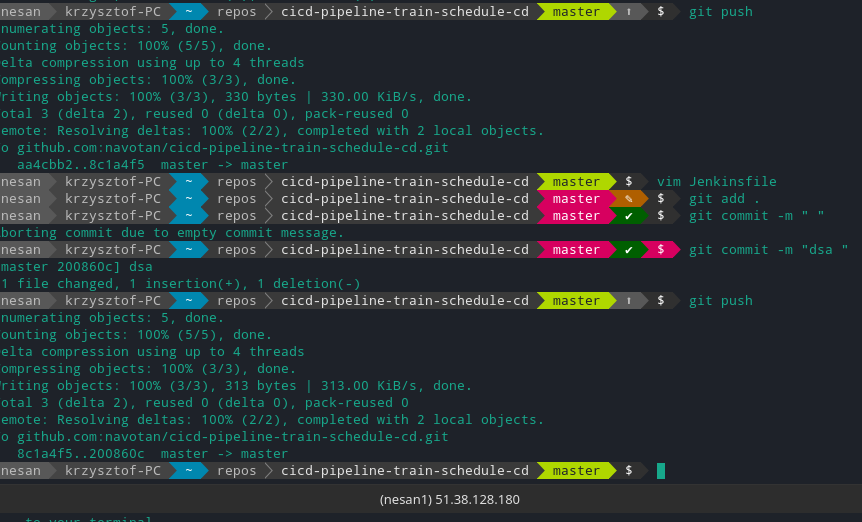 nesan krzysztof-PC ~ repos cicd-pipeline-train-schedule-cd master ⬆ $ git push
numerating objects: 5, done.
ounting objects: 100% (5/5), done.
elta compression using up to 4 threads
ompressing objects: 100% (3/3), done.
riting objects: 100% (3/3), 330 bytes | 330.00 KiB/s, done.
otal 3 (delta 2), reused 0 (delta 0), pack-reused 0
emote: Resolving deltas: 100% (2/2), completed with 2 local objects.
o github.com:navotan/cicd-pipeline-train-schedule-cd.git
aa4cbb2..8c1a4f5 master -> master
nesan krzysztof-PC ~ repos cicd-pipeline-train-schedule-cd master $ vim Jenkinsfile
nesan krzysztof-PC ~ repos cicd-pipeline-train-schedule-cd master ✎ $ git add .
nesan krzysztof-PC ~ repos cicd-pipeline-train-schedule-cd master ✔ $ git commit -m " "
borting commit due to empty commit message.
nesan krzysztof-PC ~ repos cicd-pipeline-train-schedule-cd master ✔ $ git commit -m "dsa "
master 200860c] dsa
1 file changed, 1 insertion(+), 1 deletion(-)
nesan krzysztof-PC ~ repos cicd-pipeline-train-schedule-cd master ⬆ $ git push
numerating objects: 5, done.
ounting objects: 100% (5/5), done.
elta compression using up to 4 threads
ompressing objects: 100% (3/3), done.
riting objects: 100% (3/3), 313 bytes | 313.00 KiB/s, done.
otal 3 (delta 2), reused 0 (delta 0), pack-reused 0
emote: Resolving deltas: 100% (2/2), completed with 2 local objects.
o github.com:navotan/cicd-pipeline-train-schedule-cd.git
8c1a4f5..200860c master -> master
nesan krzysztof-PC ~ repos cicd-pipeline-train-schedule-cd master $
(nesan1) 51.38.128.180
to your terminal